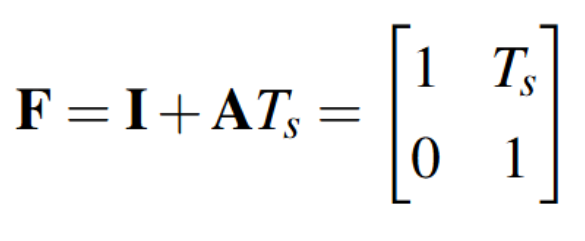 F = I + AT_s = [1 T_s; 0 1]